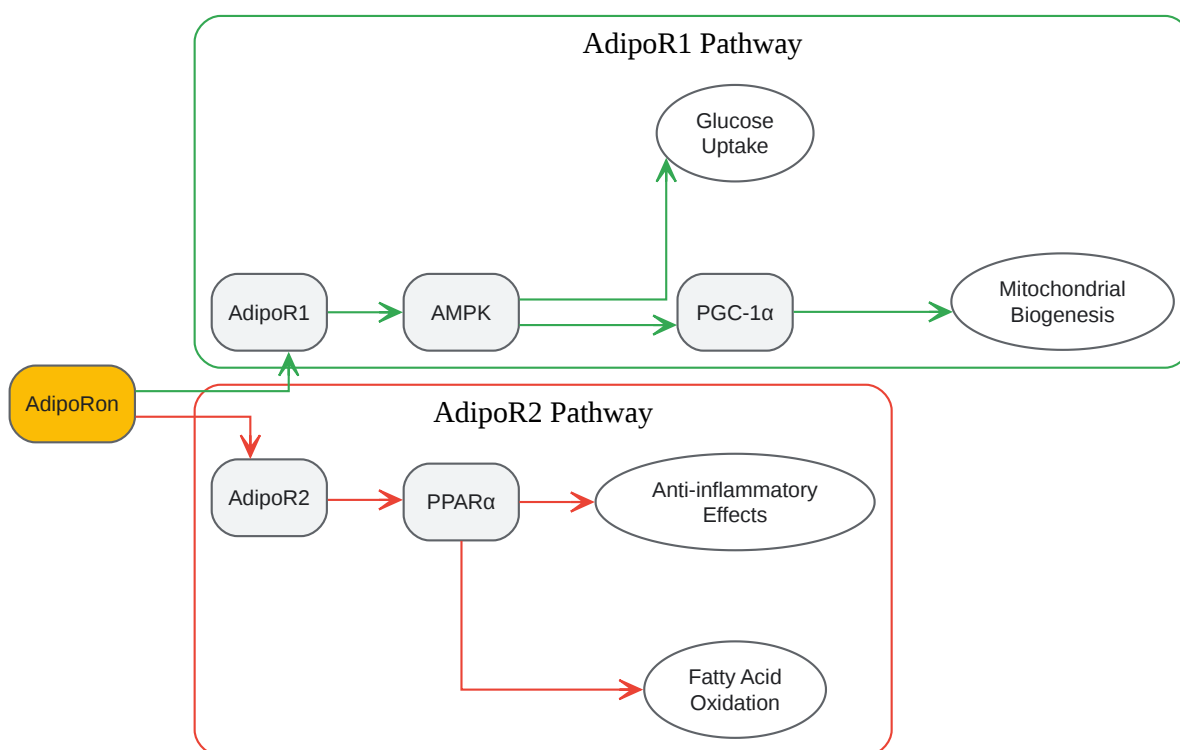 AdipoR1 Pathway
Glucose
Uptake
AdipoR1
AMPK
PGC-1α
Mitochondrial
Biogenesis
AdipoRon
AdipoR2 Pathway
AdipoR2
PPARα
Anti-inflammatory
Effects
Fatty Acid
Oxidation